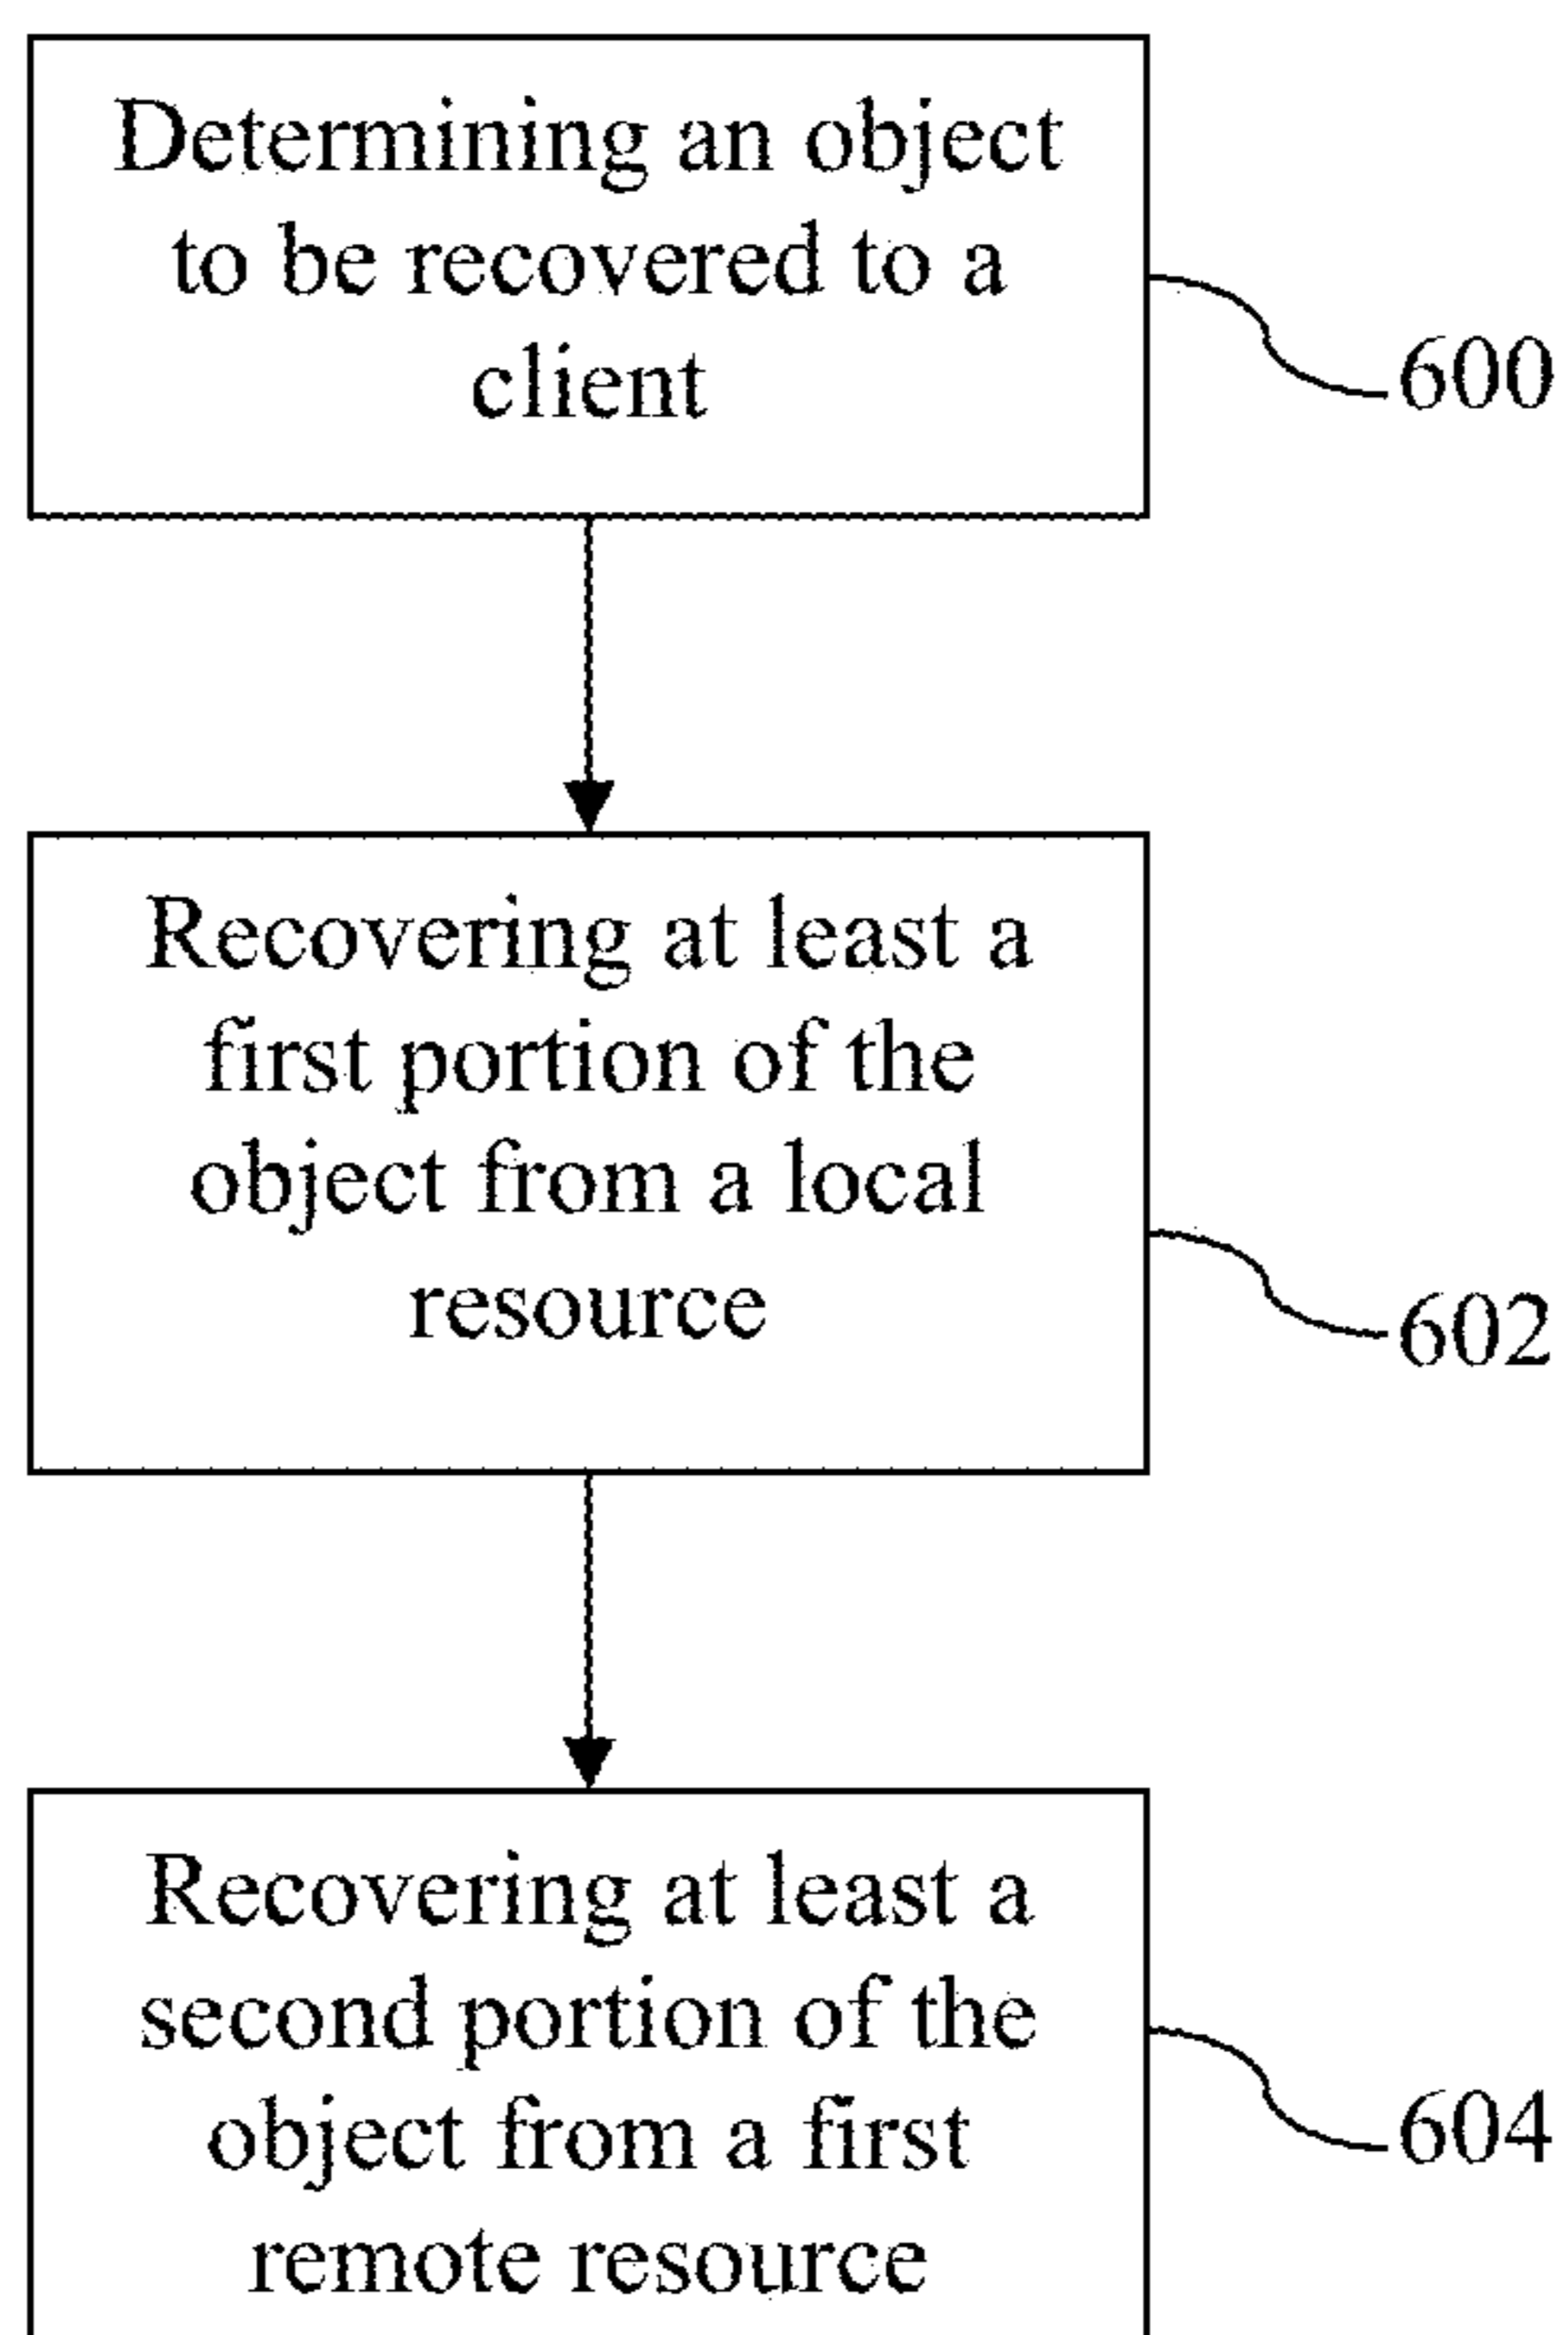 Determining an object
to be recovered to a
client
600
Recovering at least a
first portion of the
object from a local
resource
602
Recovering at least a
second portion of the
object from a first
remote resource
604